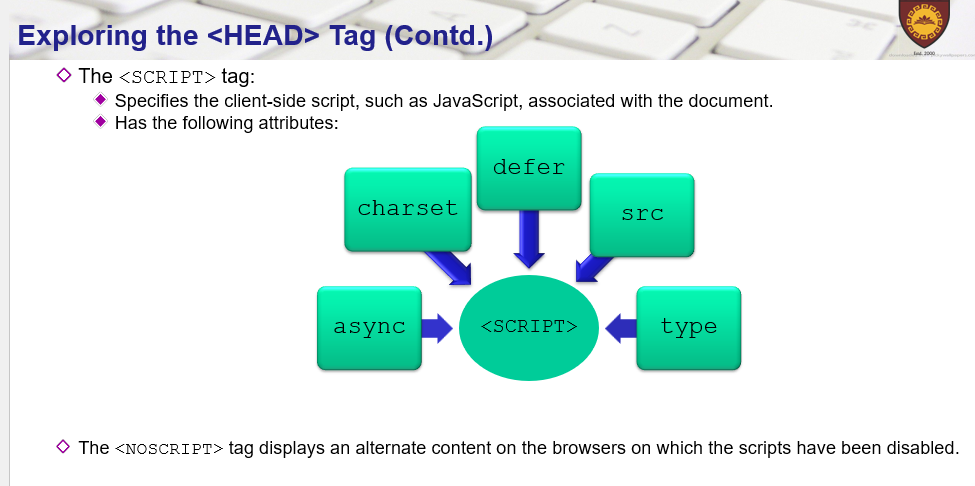 Exploring the <HEAD> Tag (Contd.)
The <SCRIPT> tag:
Specifies the client-side script, such as JavaScript, associated with the document.
Has the following attributes:
defer
charset
src
async
<SCRIPT>
type
The <NOSCRIPT> tag displays an alternate content on the browsers on which the scripts have been disabled.